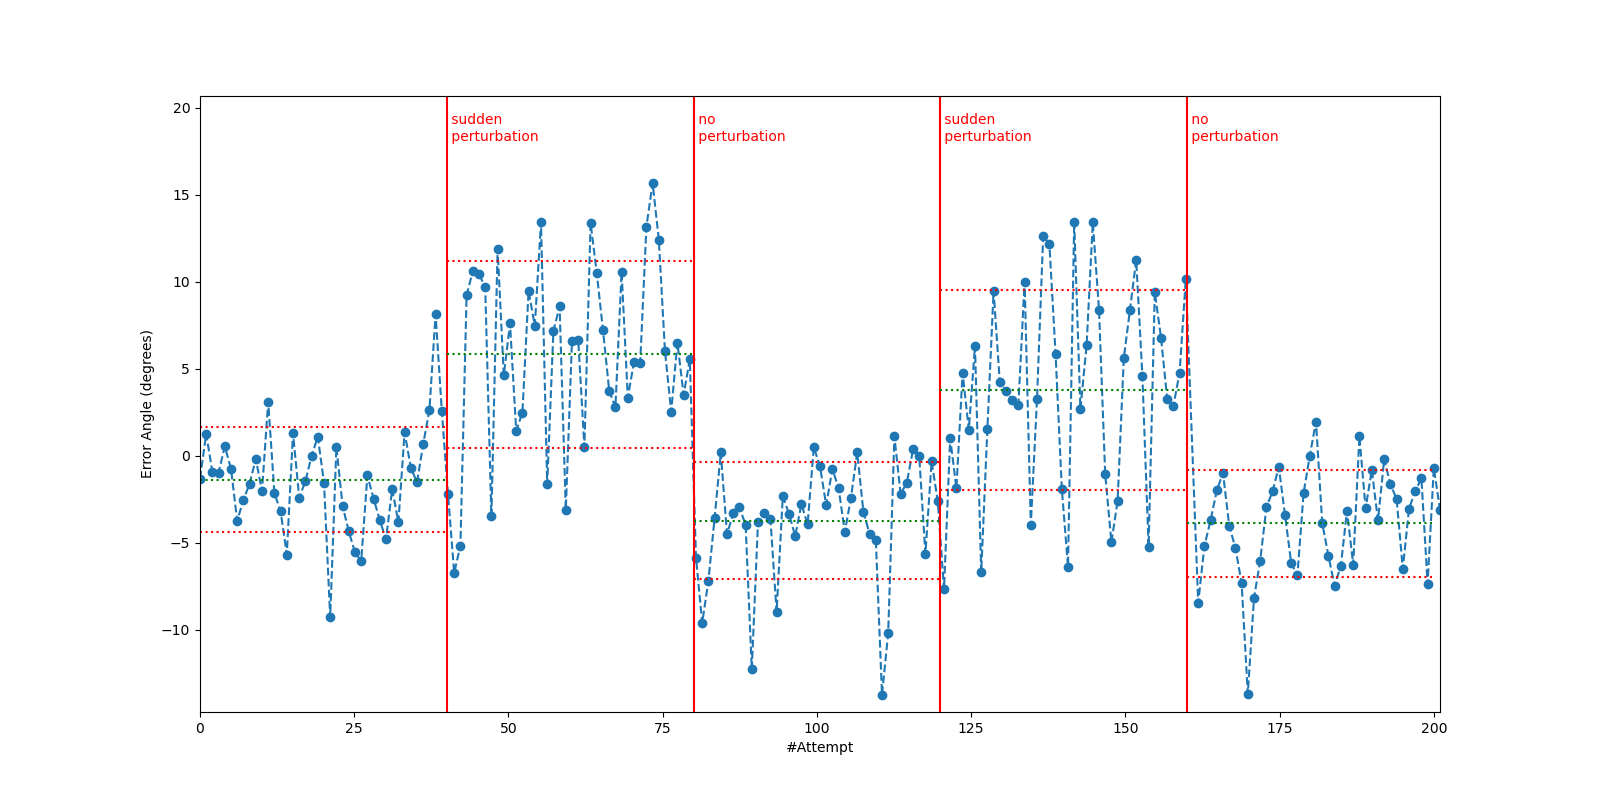 sudden
perturbation
no
perturbation
sudden
perturbation
no
perturbation
20
15
10
5
0
−5
−10
Error Angle (degrees)
0 25 50 75 100 125 150 175 200
#Attempt